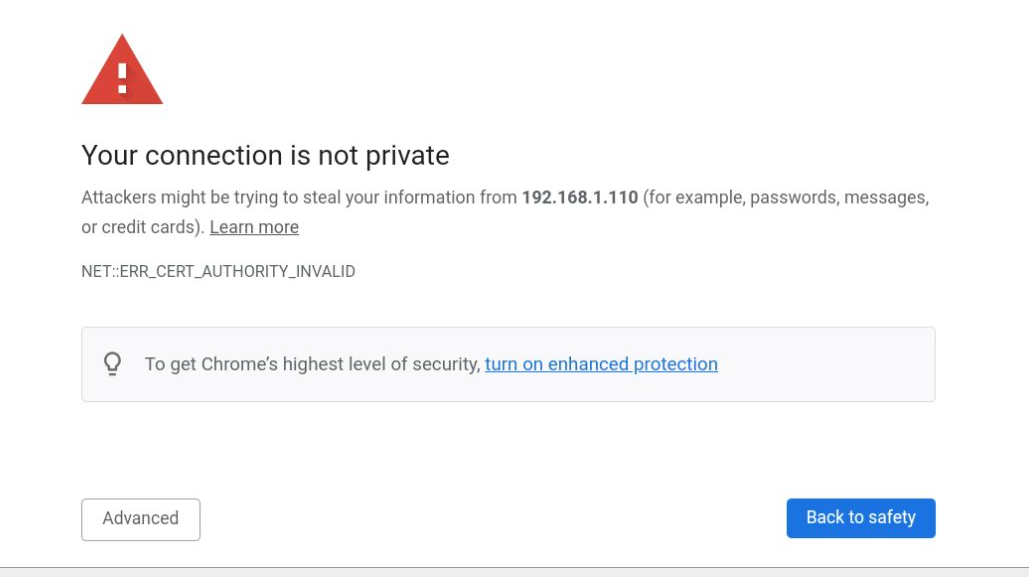 Your connection is not private
Attackers might be trying to steal your information from 192.168.1.110 (for example, passwords, messages,
or credit cards). Learn more
NET::ERR_CERT_AUTHORITY_INVALID
To get Chrome’s highest level of security, turn on enhanced protection
Advanced
Back to safety